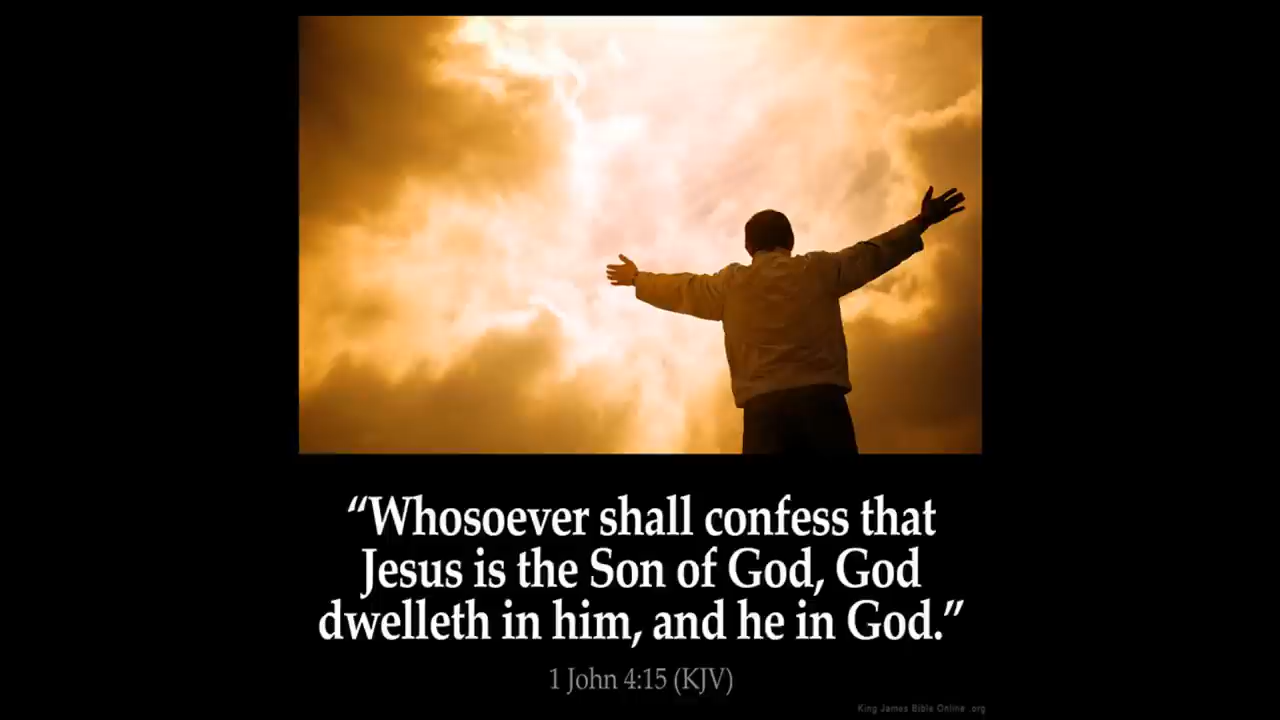 “Whosoever shall confess that
Jesus is the Son of God, God
dwelleth in him, and he in God.”
1 John 4:15 (KJV)
King James Bible Online .org